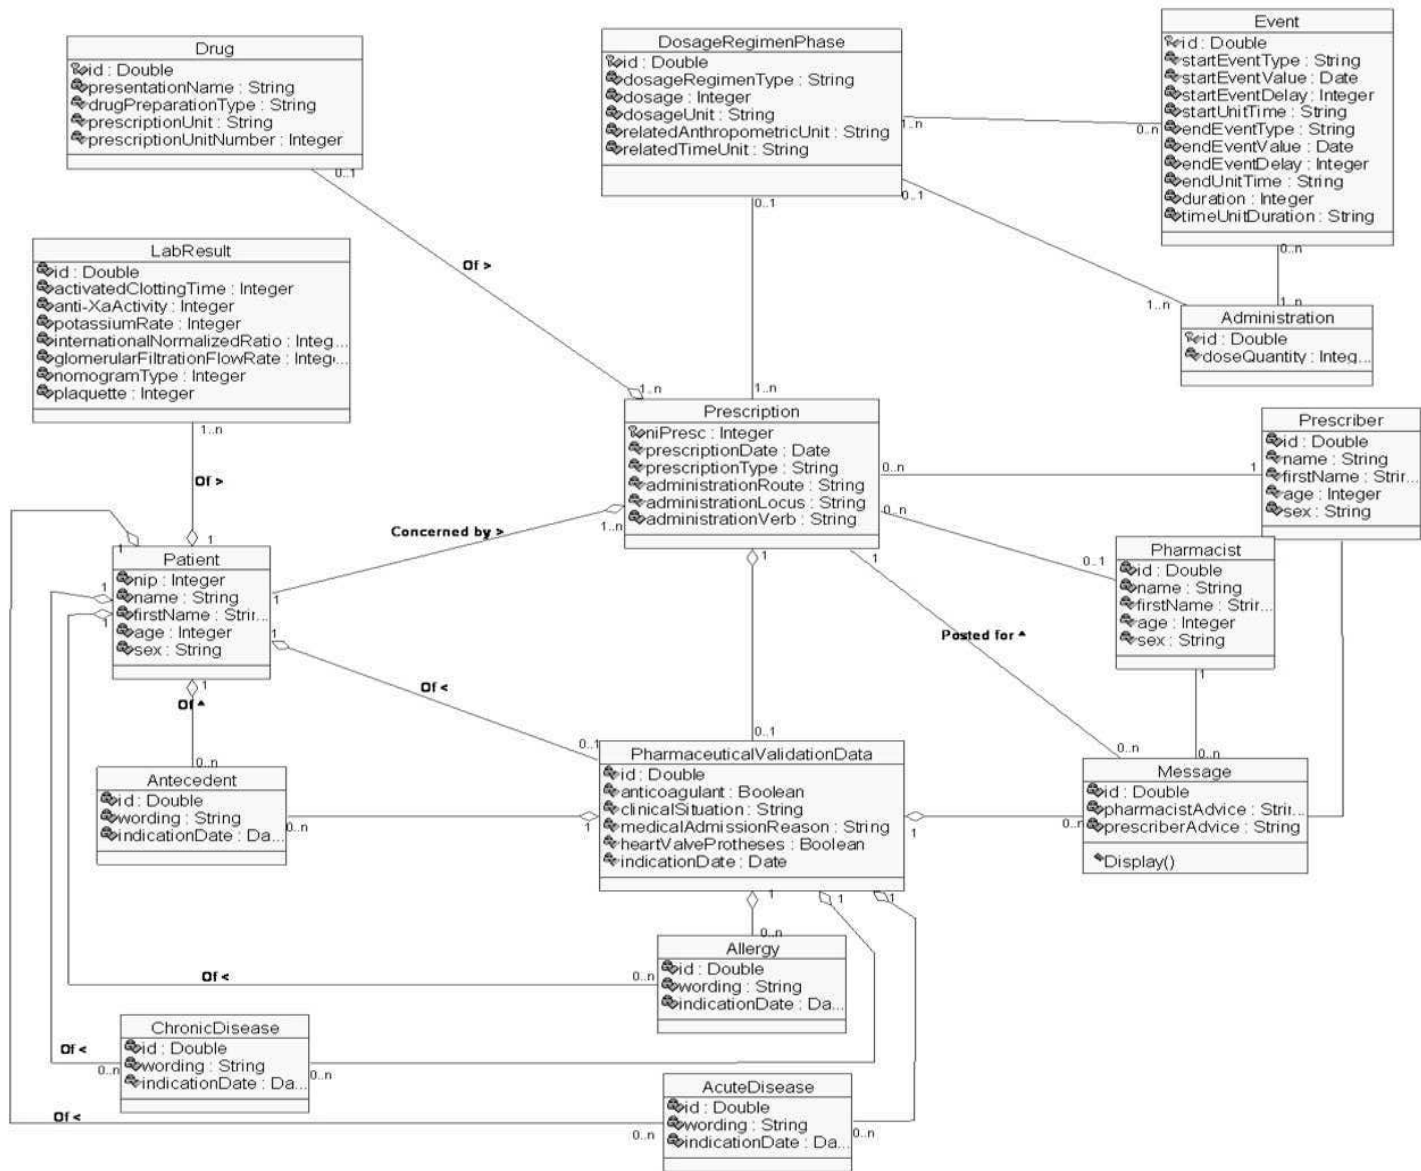 Drug
id : Double
presentationName : String
drugPreparationType : String
prescriptionUnit : String
prescriptionUnitNumber : Integer
0..1
DosageRegimenPhase
id : Double
dosageRegimenType : String
dosage : Integer
dosageUnit : String
relatedAnthropometricUnit : String
relatedTimeUnit : String
1..n
0..n
0..1
0..1
Event
id : Double
startEventType : String
startEventValue : Date
startEventDelay : Integer
startUnitTime : String
endEventType : String
endEventValue : Date
endEventDelay : Integer
endUnitTime : String
duration : Integer
timeUnitDuration : String
0..n
1..n
1..n
Administration
id : Double
doseQuantity : Integ...
LabResult
id : Double
activatedClottingTime : Integer
anti-XaActivity : Integer
potassiumRate : Integer
internationalNormalizedRatio : Integ...
glomerularFiltrationFlowRate : Integ...
nomogramType : Integer
plaquette : Integer
1..n
Of >
1
Of >
1..n
1..n
Prescription
niPresc : Integer
prescriptionDate : Date
prescriptionType : String
administrationRoute : String
administrationLocus : String
administrationVerb : String
0..n
1
0..n
0..1
1..n
1
1
Prescriber
id : Double
name : String
firstName : Strir...
age : Integer
sex : String
Pharmacist
id : Double
name : String
firstName : Strir...
age : Integer
sex : String
1
0..n
Concerned by >
1
1
Patient
nip : Integer
name : String
firstName : Strir...
age : Integer
sex : String
1
1
1
1
Of ^
0..n
Of <
0..1
0..1
Posted for ^
0..n
Antecedent
id : Double
wording : String
indicationDate : Da...
0..n
1
PharmaceuticalValidationData
id : Double
anticoagulant : Boolean
clinicalSituation : String
medicalAdmissionReason : String
heartValveProtheses : Boolean
indicationDate : Date
1
0..n
1
1
1
Message
id : Double
pharmacistAdvice : Strir...
prescriberAdvice : String
Display()
0..n
Allergy
id : Double
wording : String
indicationDate : Da...
Of <
0..n
ChronicDisease
id : Double
wording : String
indicationDate : Da...
Of <
0..n
0..n
AcuteDisease
id : Double
wording : String
indicationDate : Da...
Of <
0..n
0..n